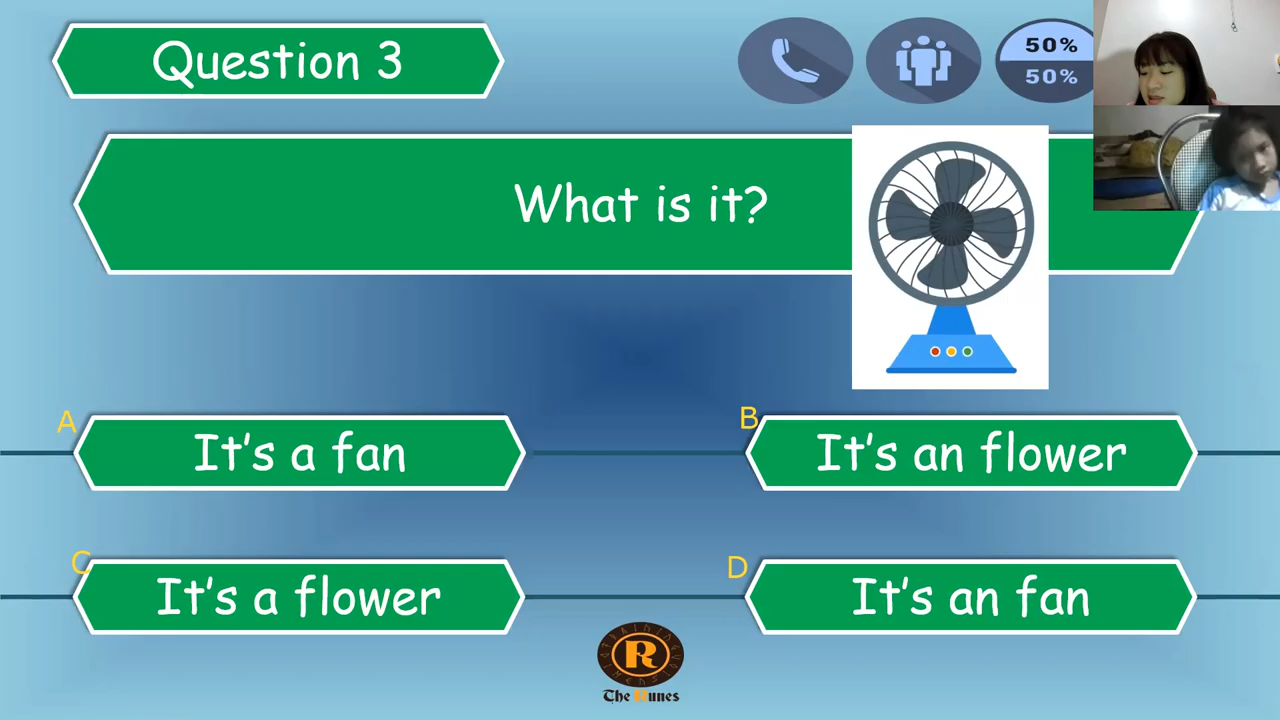 Question 3
50%
50%
What is it?
A
It's a fan
B
It's an flower
C
It's a flower
D
It's an fan
R
The Runes